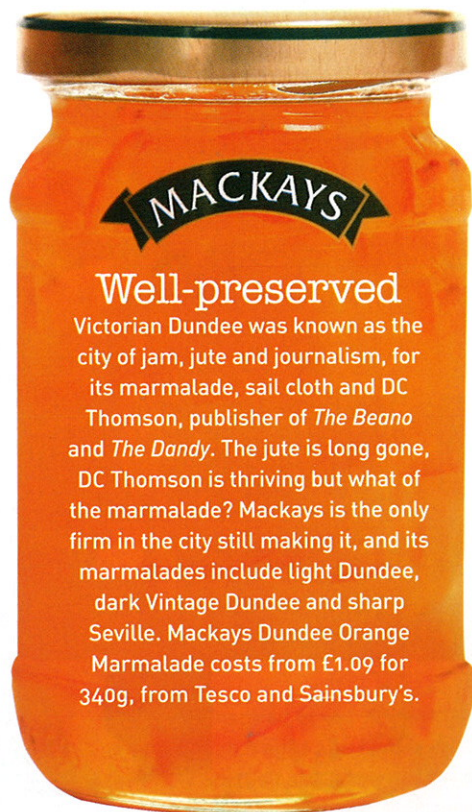 MACKAYS
Well-preserved
Victorian Dundee was known as the
city of jam, jute and journalism, for
its marmalade, sail cloth and DC
Thomson, publisher of The Beano
and The Dandy. The jute is long gone,
DC Thomson is thriving but what of
the marmalade? Mackays is the only
firm in the city still making it, and its
marmalades include light Dundee,
dark Vintage Dundee and sharp
Seville. Mackays Dundee Orange
Marmalade costs from £1.09 for
340g, from Tesco and Sainsbury's.